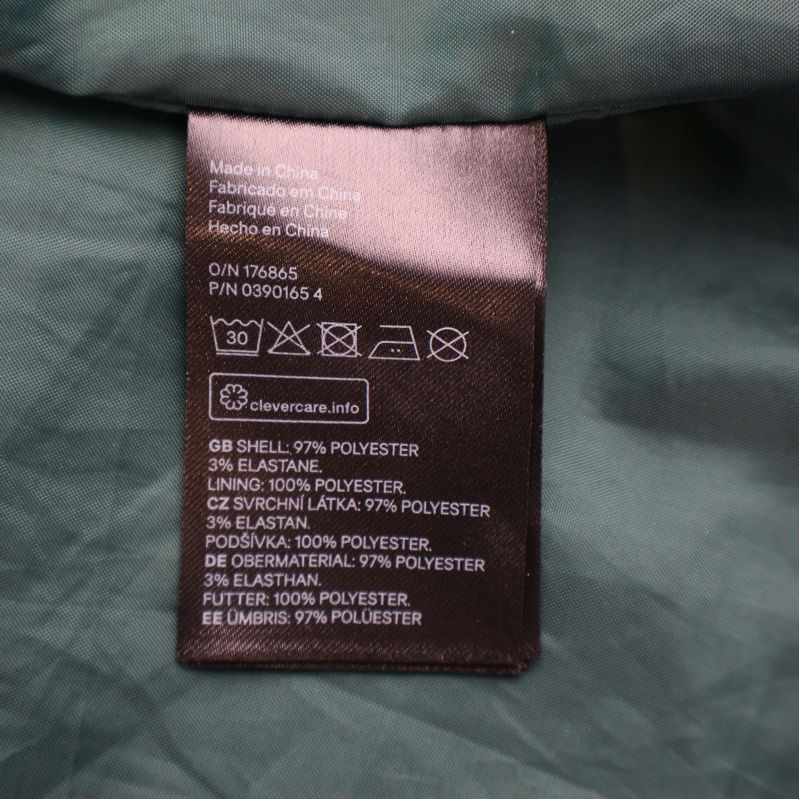 Made in China
Fabricado em China
Fabriqué en Chine
Hecho en China
O/N 176865
P/N 0390165 4
30
clevercare.info
GB SHELL: 97% POLYESTER
3% ELASTANE.
LINING: 100% POLYESTER.
CZ SVRCHNÍ LÁTKA: 97% POLYESTER
3% ELASTAN.
PODŠÍVKA: 100% POLYESTER.
DE OBERMATERIAL: 97% POLYESTER
3% ELASTHAN.
FUTTER: 100% POLYESTER.
EE ÜMBRIS: 97% POLÜESTER